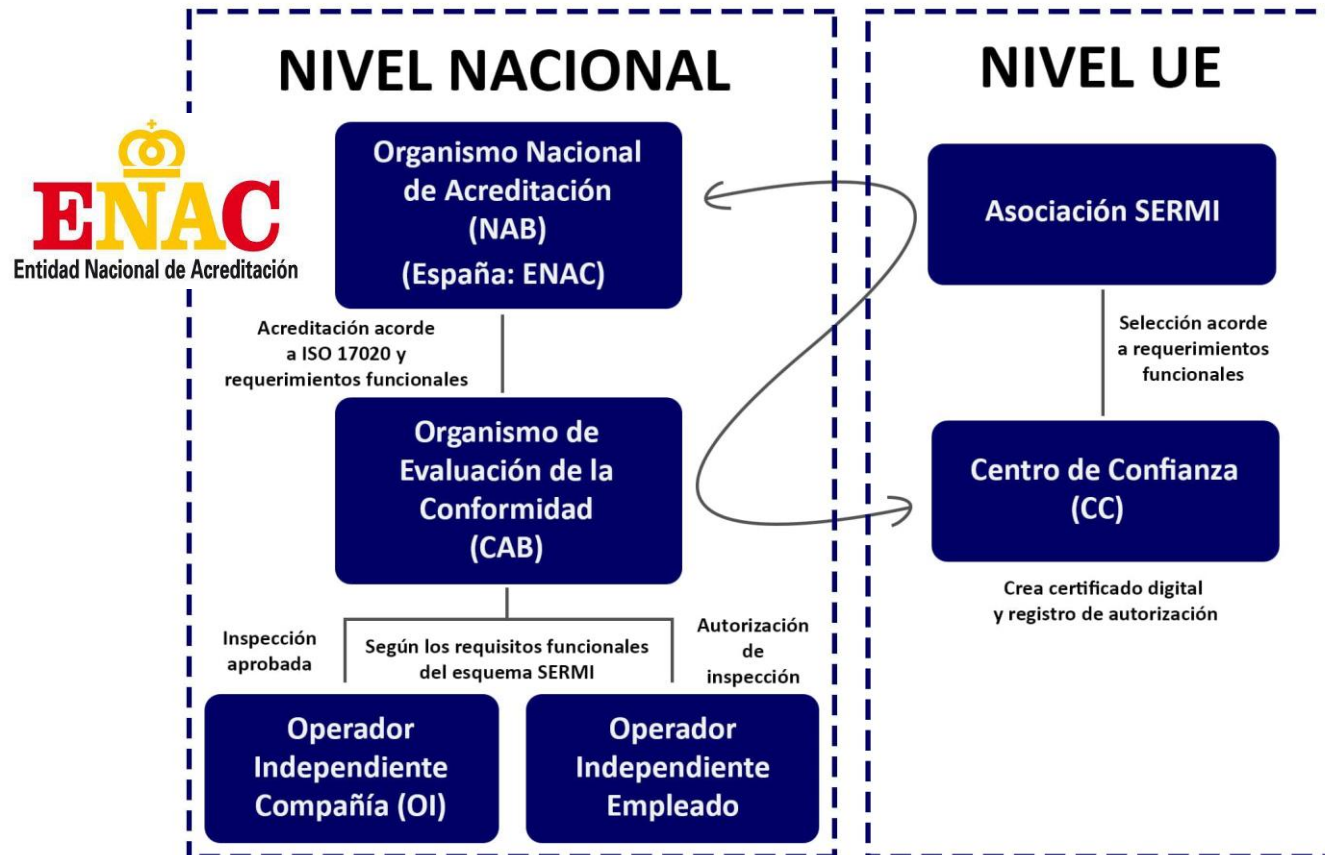 NIVEL NACIONAL
ENAC
Entidad Nacional de Acreditación
Organismo Nacional
de Acreditación
(NAB)
(España: ENAC)
Acreditación acorde
a ISO 17020 y
requerimientos funcionales
Organismo de
Evaluación de la
Conformidad
(CAB)
Inspección
aprobada
Según los requisitos funcionales
del esquema SERMI
Autorización
de
inspección
Operador
Independiente
Compañía (OI)
Operador
Independiente
Empleado
NIVEL UE
Asociación SERMI
Selección acorde
a requerimientos
funcionales
Centro de Confianza
(CC)
Crea certificado digital
y registro de autorización